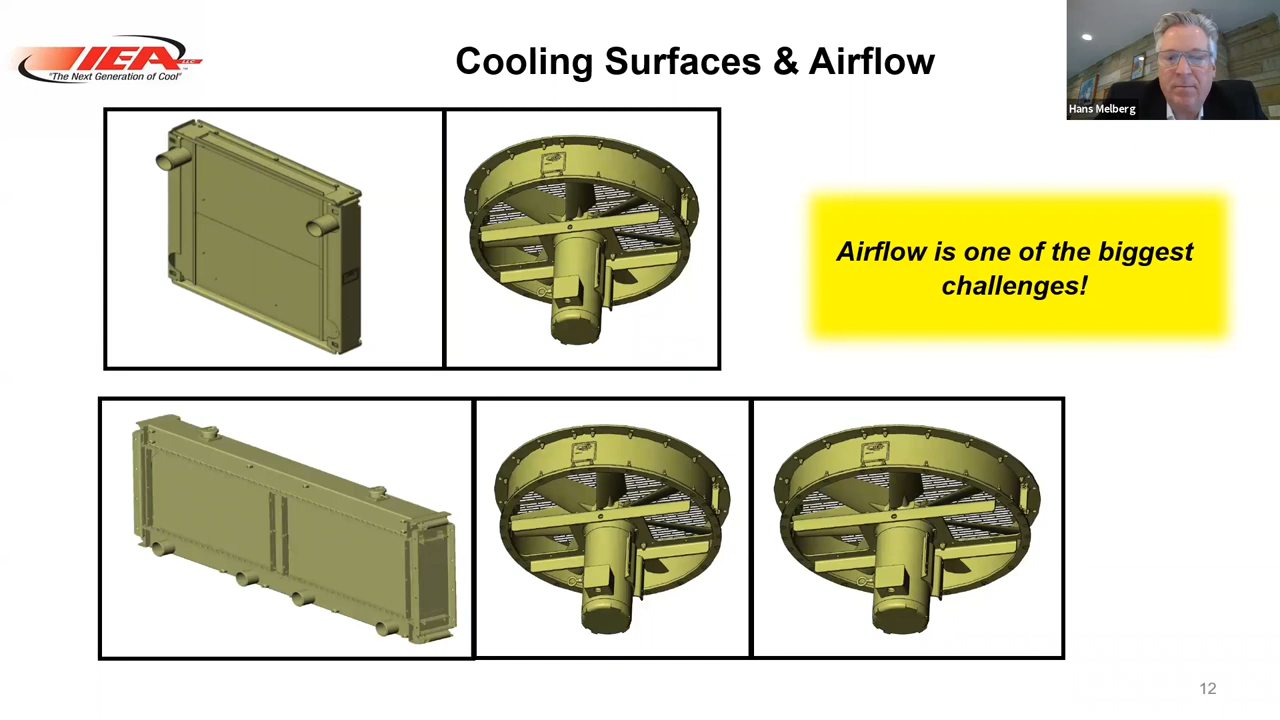 IEA LLC
"The Next Generation of Cool"
Cooling Surfaces & Airflow
Hans Melberg
Airflow is one of the biggest
challenges!
12